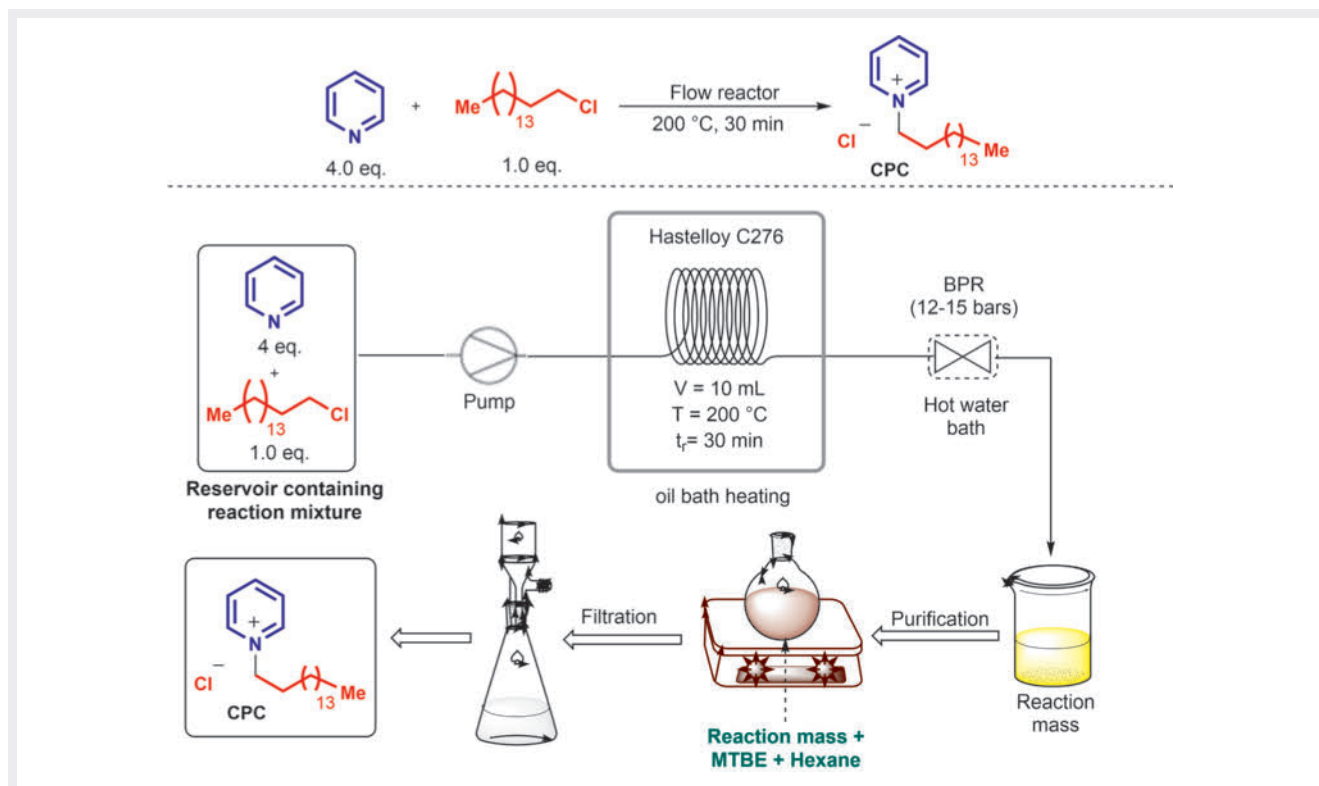 Flow reactor
200 °C, 30 min
N
+
Me
13
Cl
4.0 eq.
1.0 eq.
+
N
Cl −
13
Me
CPC
N
4 eq.
+
Me
13
Cl
1.0 eq.
Reservoir containing
reaction mixture
Pump
Hastelloy C276
V = 10 mL
T = 200 °C
tr= 30 min
oil bath heating
BPR
(12-15 bars)
Hot water
bath
Reaction
mass
Purification
Reaction mass +
MTBE + Hexane
Filtration
+
N
Cl −
13
Me
CPC